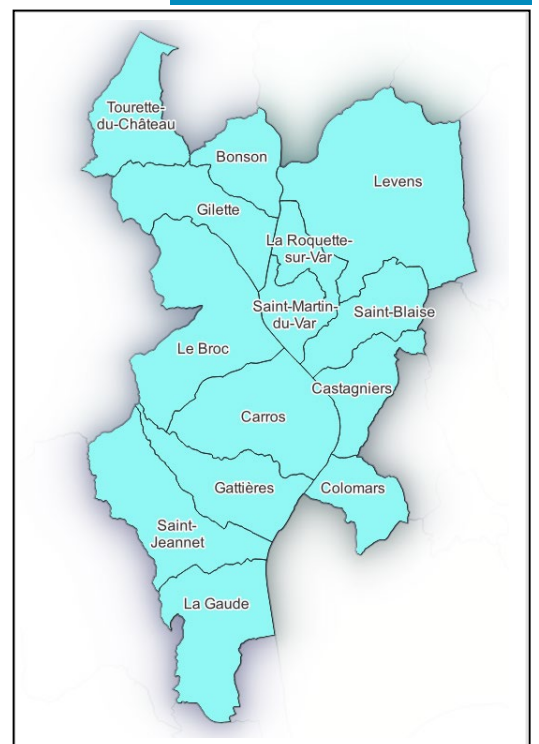 Tourette-
du-Château
Bonson
Levens
Gilette
La Roquette-
sur-Var
Saint-Martin-
du-Var
Saint-Blaise
Le Broc
Castagniers
Carros
Gattières
Colomars
Saint-
Jeannet
La Gaude